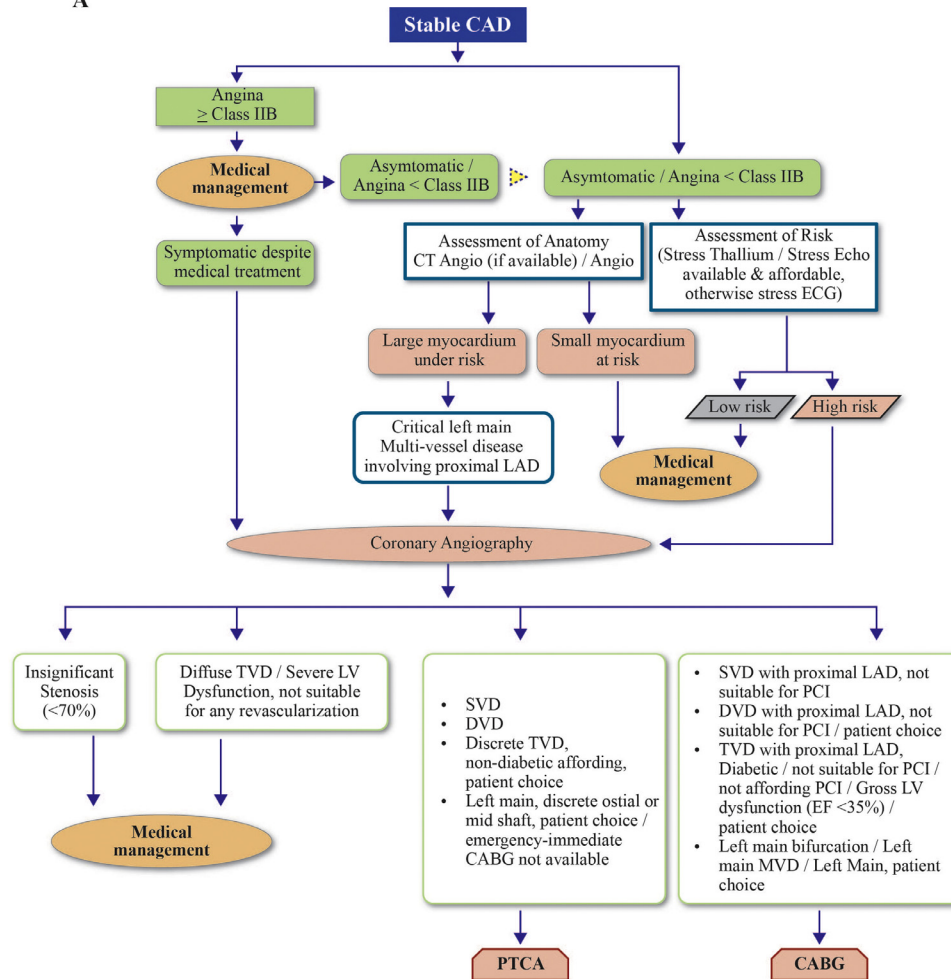 A
Stable CAD
Angina
≥ Class IIB
Medical
management
Asymtomatic /
Angina < Class IIB
Asymtomatic / Angina < Class IIB
Symptomatic despite
medical treatment
Assessment of Anatomy
CT Angio (if available) / Angio
Assessment of Risk
(Stress Thallium / Stress Echo
available & affordable,
otherwise stress ECG)
Large myocardium
under risk
Small myocardium
at risk
Low risk
High risk
Critical left main
Multi-vessel disease
involving proximal LAD
Medical
management
Coronary Angiography
Insignificant
Stenosis
(<70%)
Diffuse TVD / Severe LV
Dysfunction, not suitable
for any revascularization
• SVD
• DVD
• Discrete TVD,
non-diabetic affording,
patient choice
• Left main, discrete ostial or
mid shaft, patient choice /
emergency-immediate
CABG not available
• SVD with proximal LAD, not
suitable for PCI
• DVD with proximal LAD, not
suitable for PCI / patient choice
• TVD with proximal LAD,
Diabetic / not suitable for PCI /
not affording PCI / Gross LV
dysfunction (EF <35%) /
patient choice
• Left main bifurcation / Left
main MVD / Left Main, patient
choice
Medical
management
PTCA
CABG